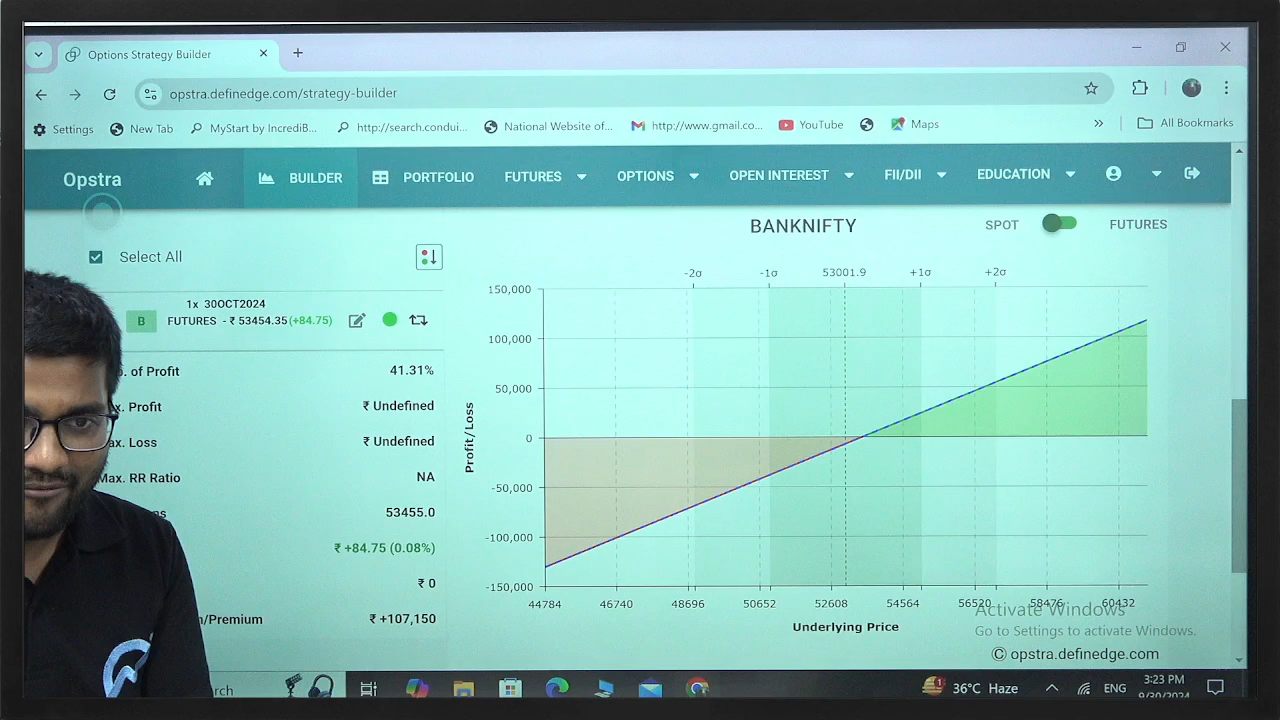 Options Strategy Builder
opstra.definedge.com/strategy-builder
Settings New Tab MyStart by IncrediB... http://search.condui... National Website of... http://www.gmail.co... YouTube Maps » All Bookmarks
Opstra BUILDER PORTFOLIO FUTURES OPTIONS OPEN INTEREST FII/DII EDUCATION
BANKNIFTY SPOT FUTURES
Select All
-2σ -1σ 53001.9 +1σ +2σ
1x 30OCT2024
B FUTURES - ₹ 53454.35 (+84.75)
of Profit 41.31%
Profit ₹ Undefined
Loss ₹ Undefined
Max. RR Ratio NA
53455.0
₹ +84.75 (0.08%)
₹ 0
/Premium ₹ +107,150
Profit/Loss
150,000
100,000
50,000
0
-50,000
-100,000
-150,000
44784 46740 48696 50652 52608 54564 56520 58476 60432
Underlying Price
Activate Windows
Go to Settings to activate Windows.
© opstra.definedge.com
36°C Haze ENG 3:23 PM
9/30/2024